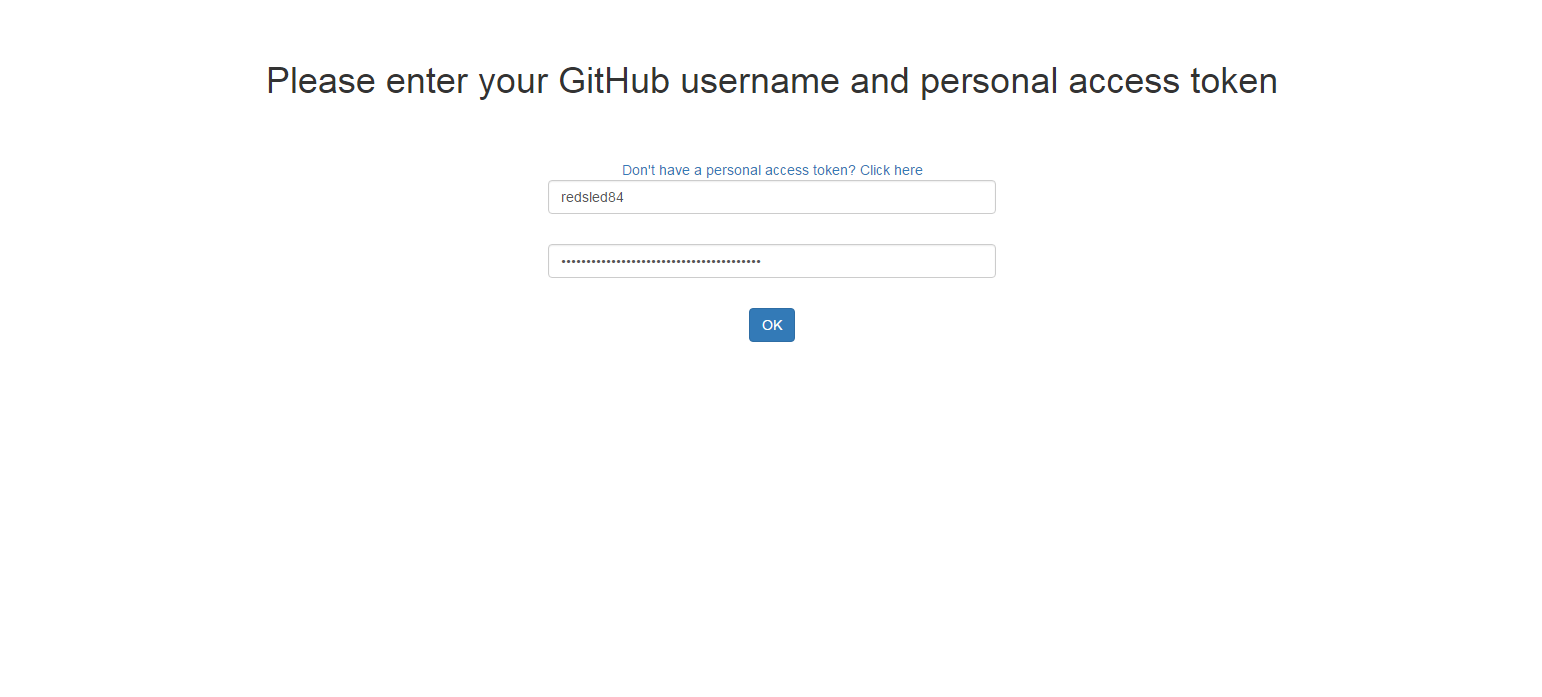 Please enter your GitHub username and personal access token
Don't have a personal access token? Click here
redsled84
••••••••••••••••••••••••••••••••••••••••
OK